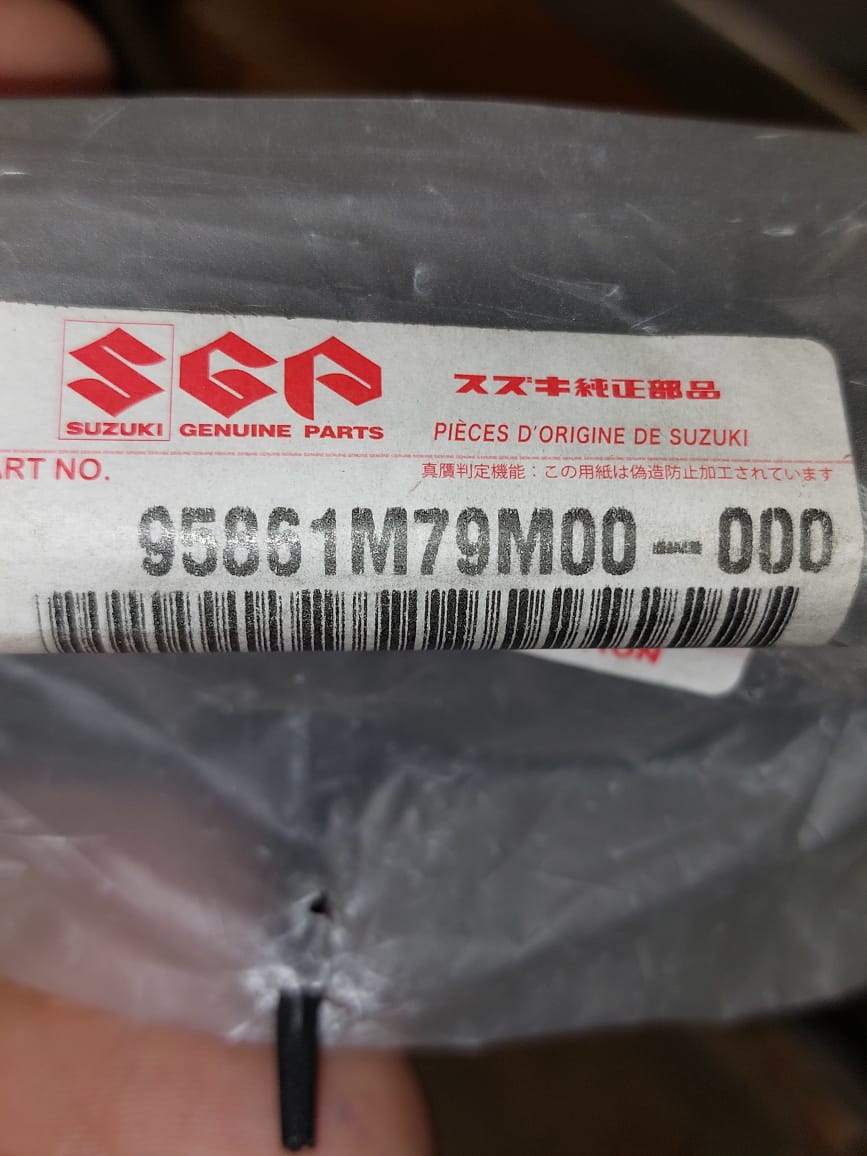 SUZUKI
SGP
GENUINE PARTS
スズキ純正部品
PIÈCES D'ORIGINE DE SUZUKI
ART NO.
真贋判定機能：この用紙は偽造防止加工されています
95861M79M00-000
ION